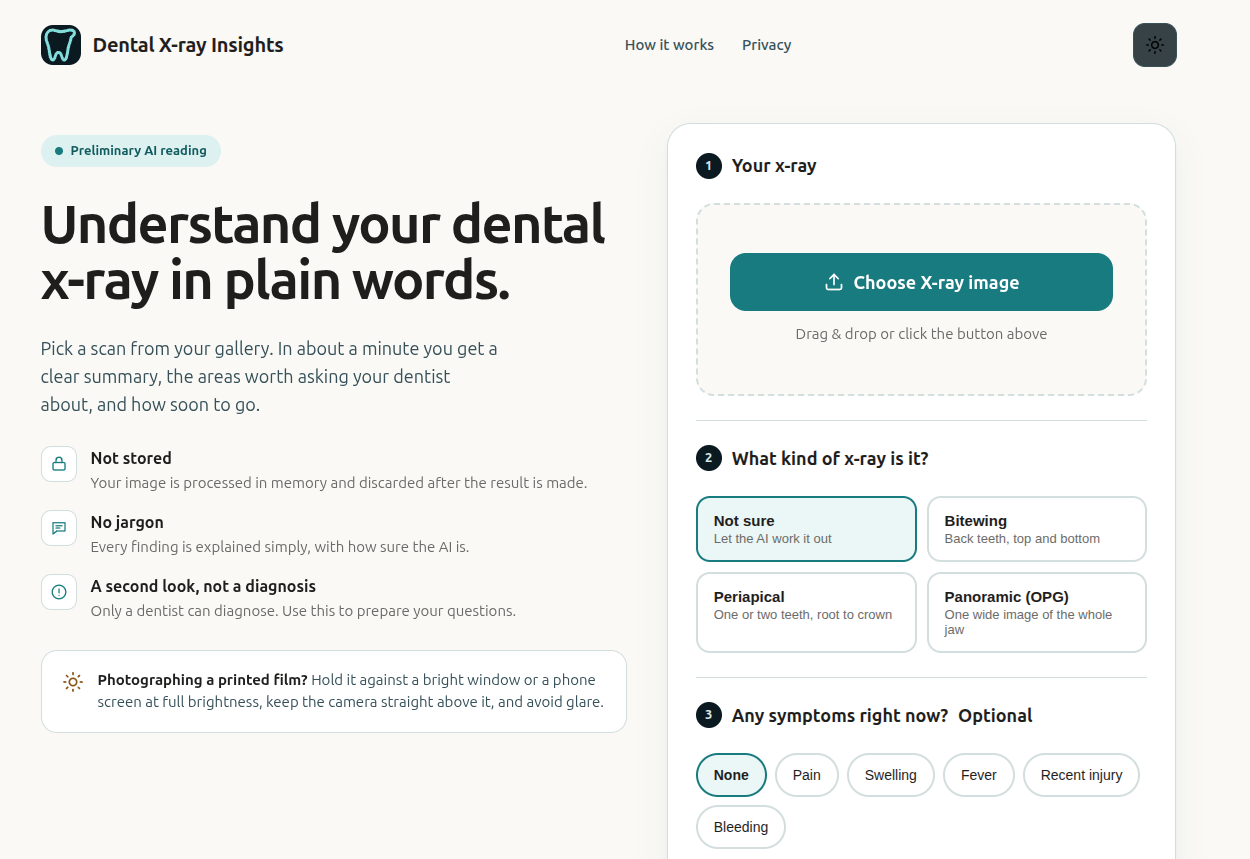 Dental X-ray Insights
How it works
Privacy
Preliminary AI reading
Understand your dental
x-ray in plain words.
Pick a scan from your gallery. In about a minute you get a
clear summary, the areas worth asking your dentist
about, and how soon to go.
Not stored
Your image is processed in memory and discarded after the result is made.
No jargon
Every finding is explained simply, with how sure the AI is.
A second look, not a diagnosis
Only a dentist can diagnose. Use this to prepare your questions.
Photographing a printed film? Hold it against a bright window or a phone
screen at full brightness, keep the camera straight above it, and avoid glare.
1 Your x-ray
Choose X-ray image
Drag & drop or click the button above
2 What kind of x-ray is it?
Not sure
Let the AI work it out
Bitewing
Back teeth, top and bottom
Periapical
One or two teeth, root to crown
Panoramic (OPG)
One wide image of the whole
jaw
3 Any symptoms right now? Optional
None
Pain
Swelling
Fever
Recent injury
Bleeding